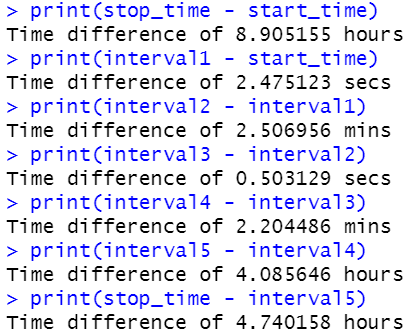 > print(stop_time - start_time)
Time difference of 8.905155 hours
> print(interval1 - start_time)
Time difference of 2.475123 secs
> print(interval2 - interval1)
Time difference of 2.506956 mins
> print(interval3 - interval2)
Time difference of 0.503129 secs
> print(interval4 - interval3)
Time difference of 2.204486 mins
> print(interval5 - interval4)
Time difference of 4.085646 hours
> print(stop_time - interval5)
Time difference of 4.740158 hours